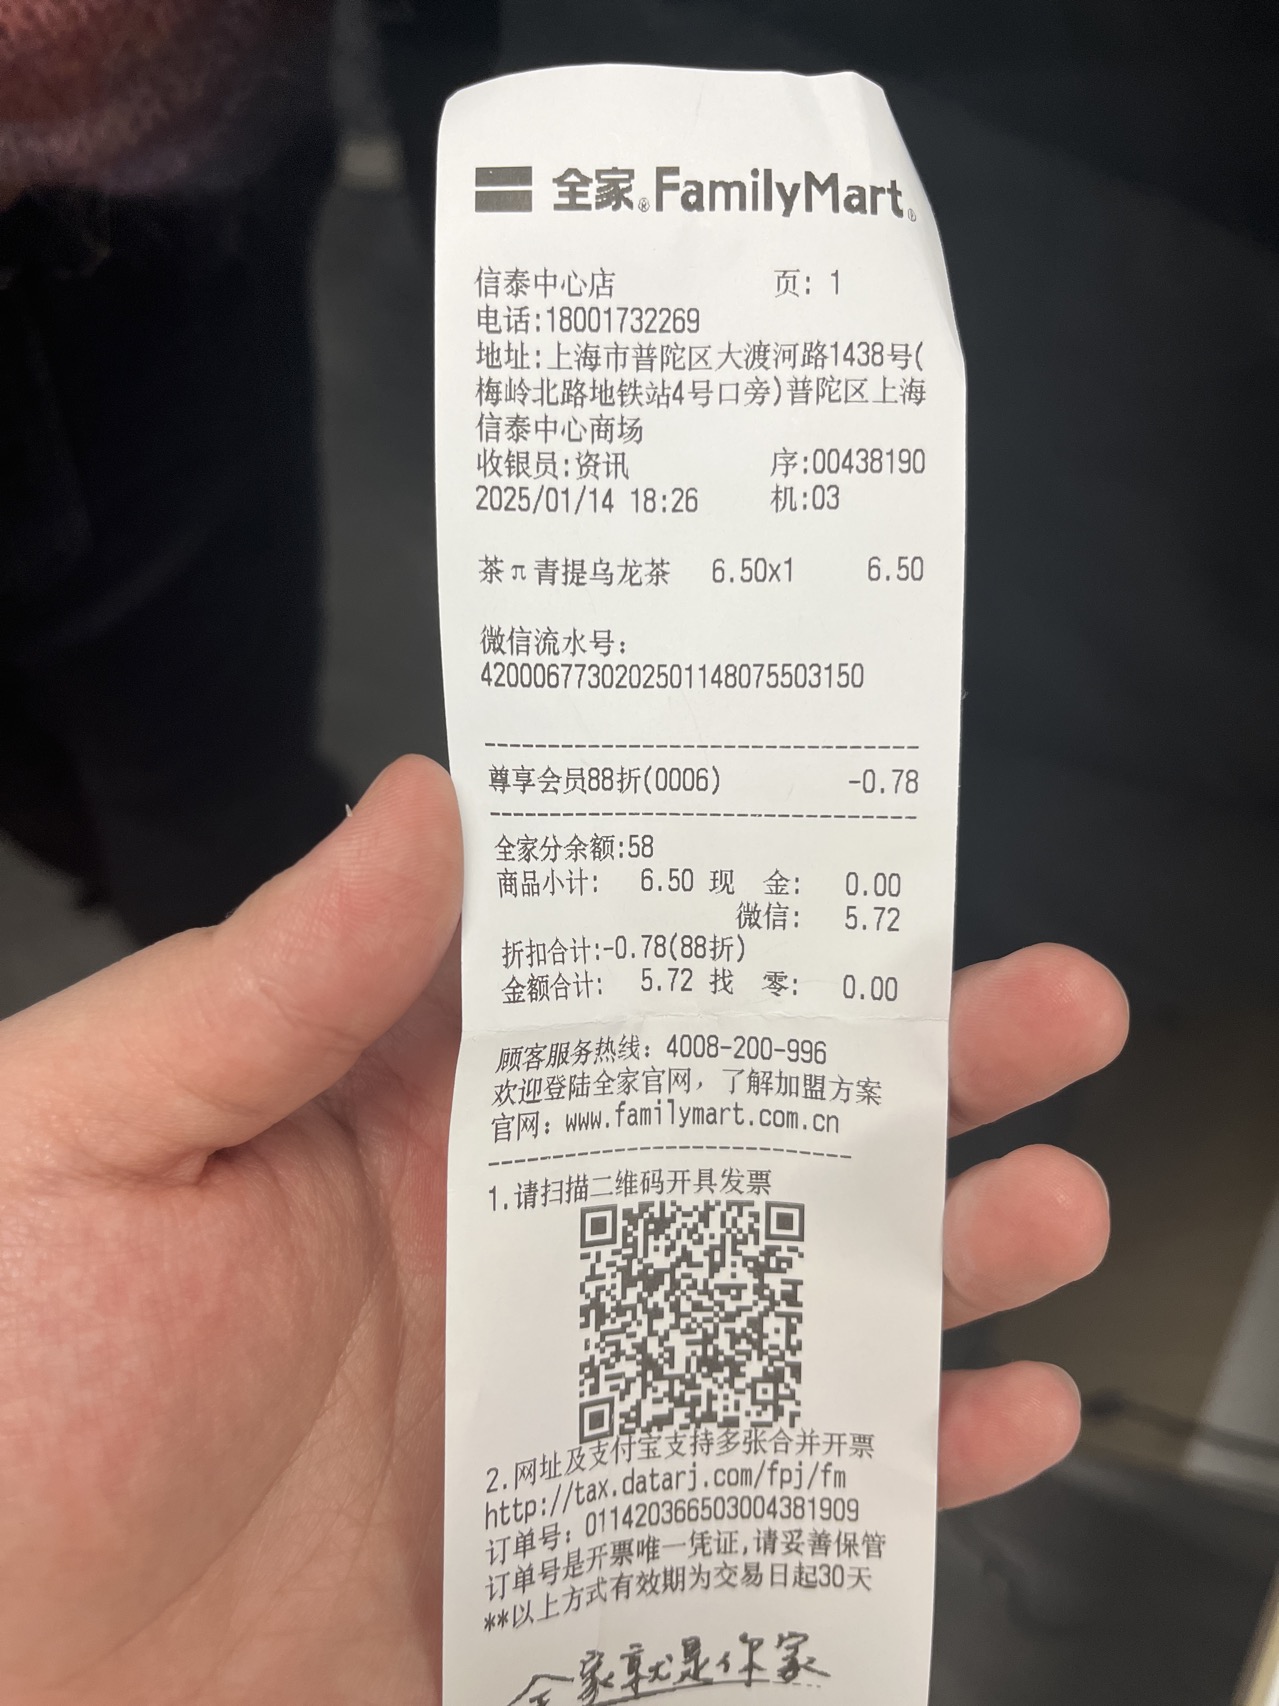 全家® FamilyMart®
信泰中心店 页: 1
电话:18001732269
地址:上海市普陀区大渡河路1438号(
梅岭北路地铁站4号口旁)普陀区上海
信泰中心商场
收银员:资讯 序:00438190
2025/01/14 18:26 机:03
茶π青提乌龙茶 6.50x1 6.50
微信流水号:
4200067730202501148075503150
--------------------------------
尊享会员88折(0006) -0.78
--------------------------------
全家分余额:58
商品小计: 6.50 现 金: 0.00
微信: 5.72
折扣合计:-0.78(88折)
金额合计: 5.72 找 零: 0.00
顾客服务热线: 4008-200-996
欢迎登陆全家官网, 了解加盟方案
官网: www.familymart.com.cn
--------------------------------
1.请扫描二维码开具发票
2.网址及支付宝支持多张合并开票
http://tax.datarj.com/fpj/fm
订单号: 0114203665030043819​09
订单号是开票唯一凭证,请妥善保管
**以上方式有效期为交易日起30天
全家就是你家